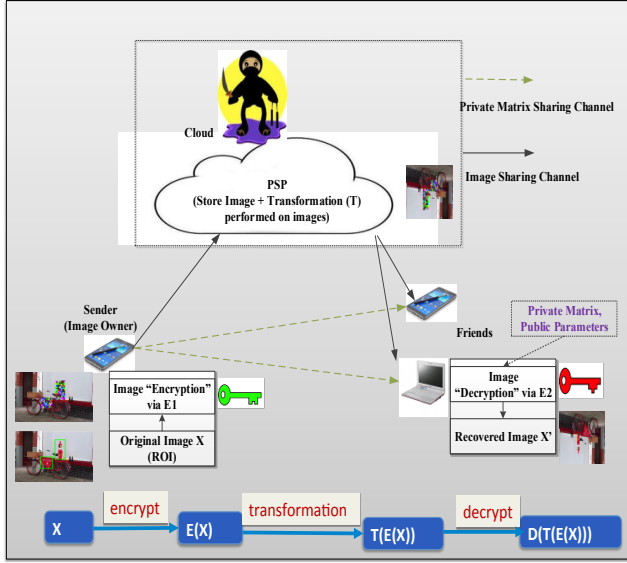 Private Matrix Sharing Channel
Cloud
Image Sharing Channel
PSP
(Store Image + Transformation (T)
performed on images)
Sender
(Image Owner)
Friends
Private Matrix,
Public Parameters
Image “Encryption”
via E1
Original Image X
(ROI)
Image
“Decryption” via E2
Recovered Image X’
encrypt
transformation
decrypt
X
E(X)
T(E(X))
D(T(E(X)))